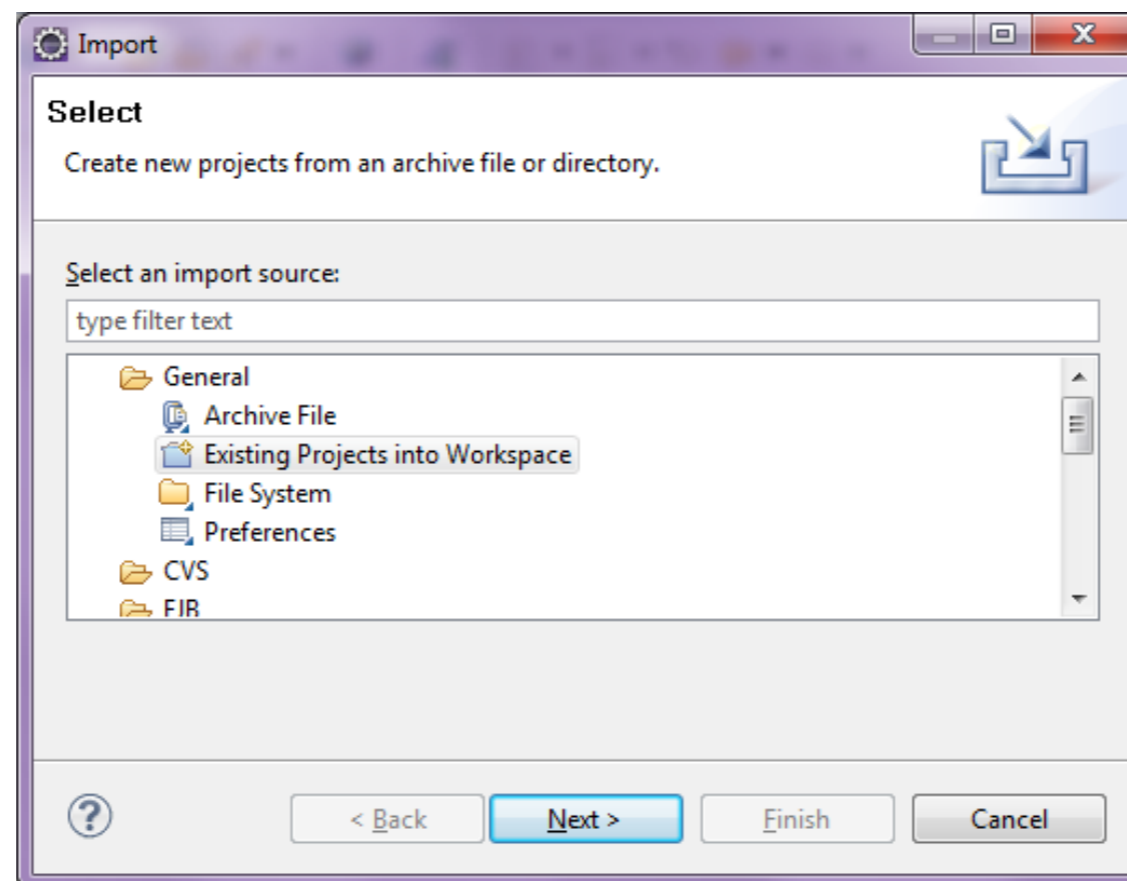 Import
Select
Create new projects from an archive file or directory.
Select an import source:
type filter text
General
Archive File
Existing Projects into Workspace
File System
Preferences
CVS
EJB
< Back
Next >
Finish
Cancel